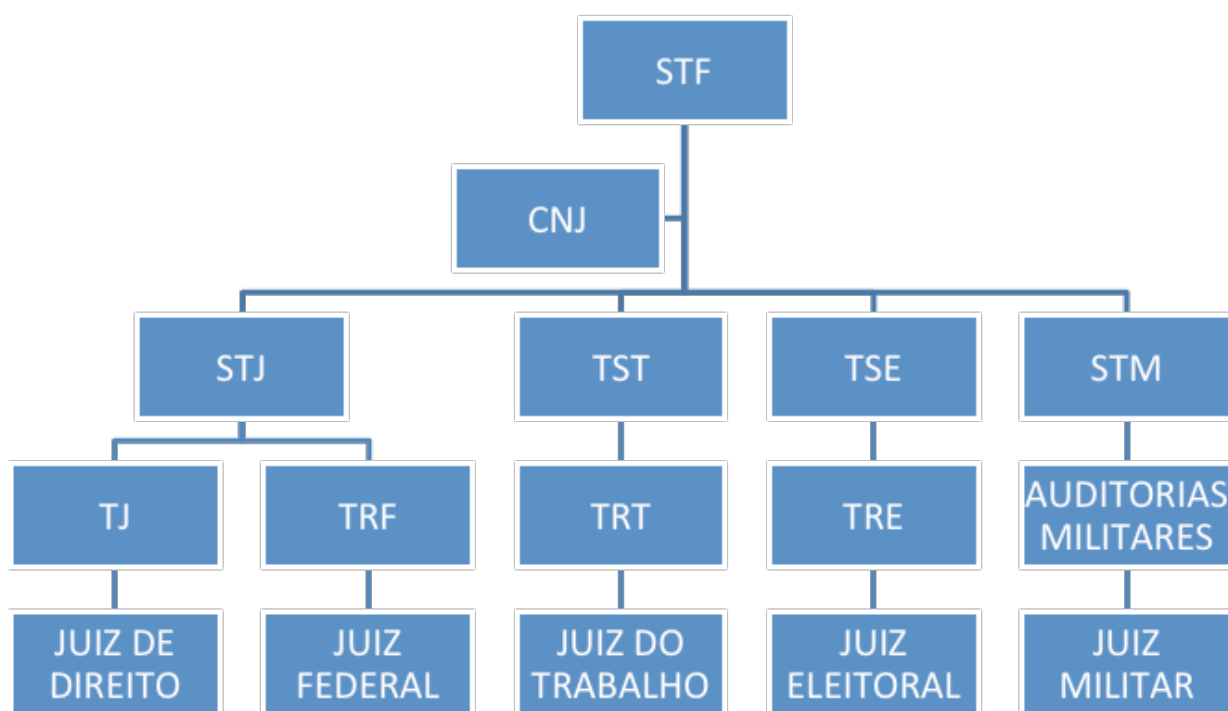 STF
CNJ
STJ
TST
TSE
STM
TJ
TRF
TRT
TRE
AUDITORIAS
MILITARES
JUIZ DE
DIREITO
JUIZ
FEDERAL
JUIZ DO
TRABALHO
JUIZ
ELEITORAL
JUIZ
MILITAR